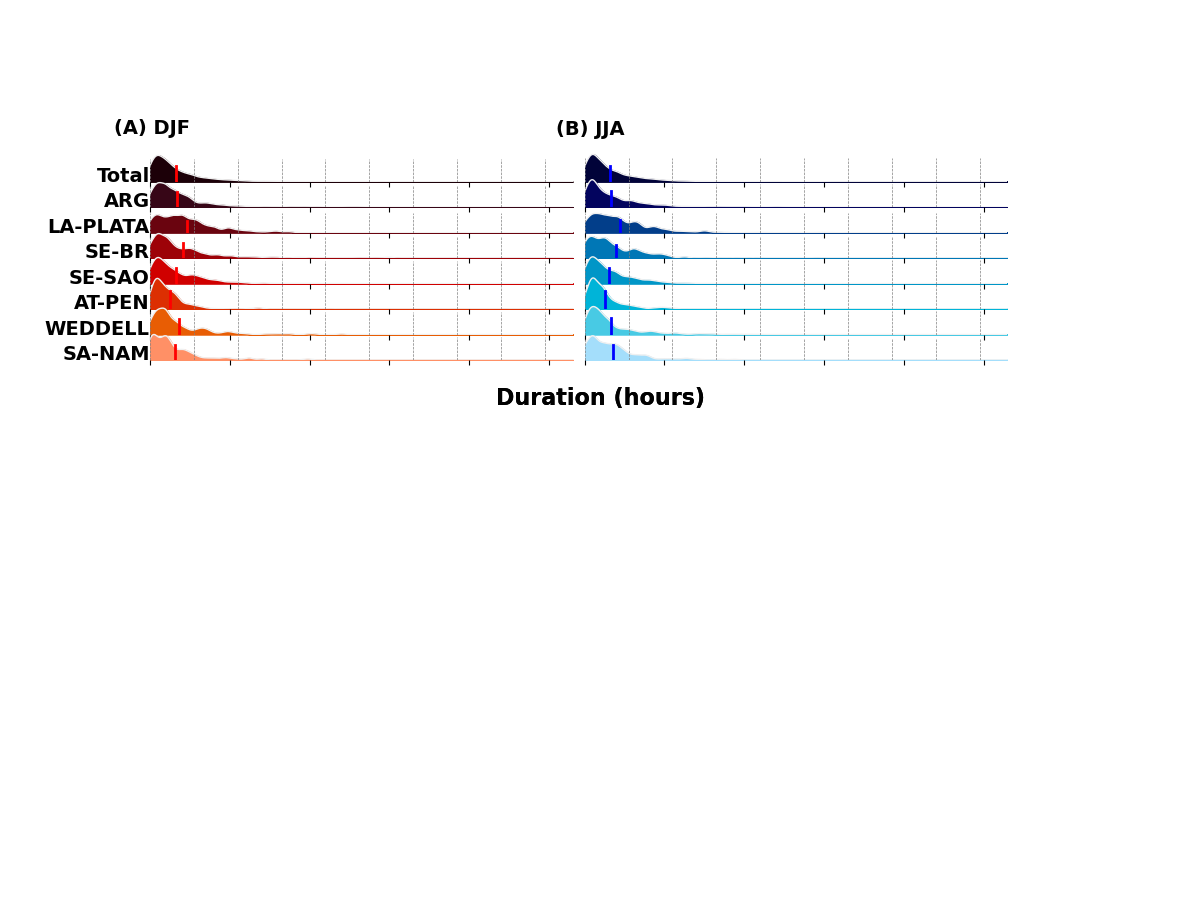 (A) DJF
(B) JJA
Total
ARG
LA-PLATA
SE-BR
SE-SAO
AT-PEN
WEDDELL
SA-NAM
Duration (hours)